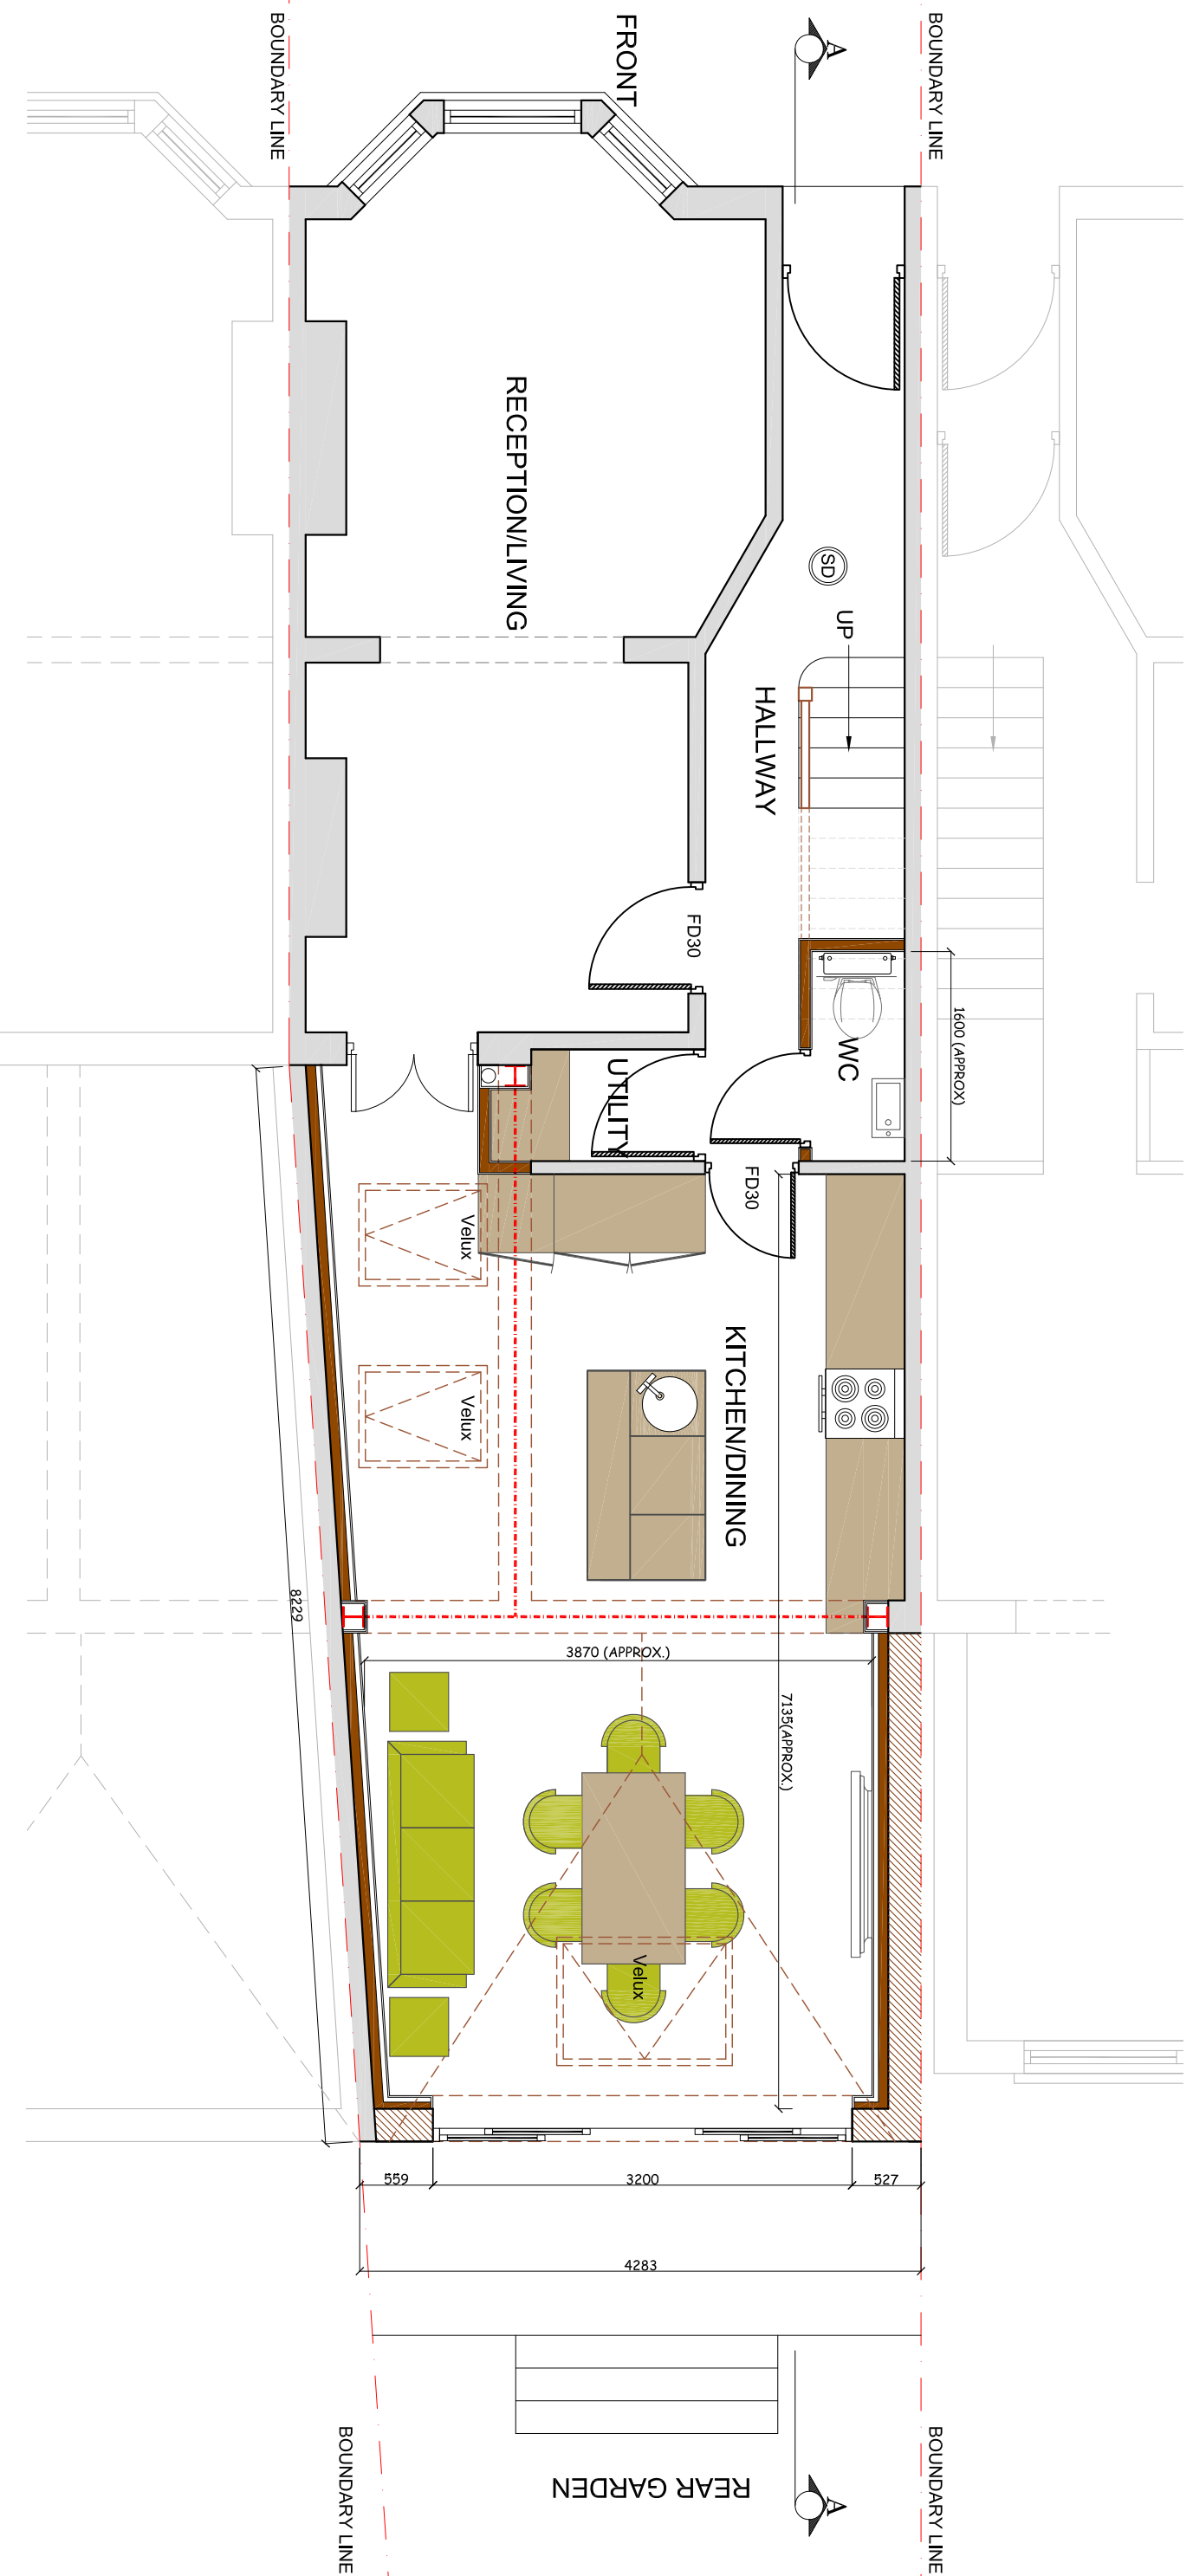 BOUNDARY LINE
FRONT
A
BOUNDARY LINE
RECEPTION/LIVING
SD
UP
HALLWAY
FD30
1600 (APPROX)
WC
UTILITY
FD30
Velux
KITCHEN/DINING
Velux
8229
3870 (APPROX.)
7135(APPROX.)
Velux
559
3200
527
4283
BOUNDARY LINE
REAR GARDEN
A
BOUNDARY LINE